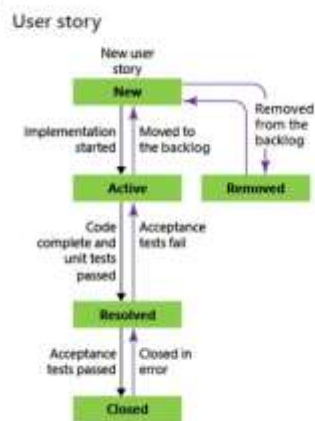 User story
New user
story
New
Implementation
started
Moved to
the backlog
Removed
from the
backlog
Active
Removed
Code
complete and
unit tests
passed
Acceptance
tests fail
Resolved
Acceptance
tests passed
Closed in
error
Closed